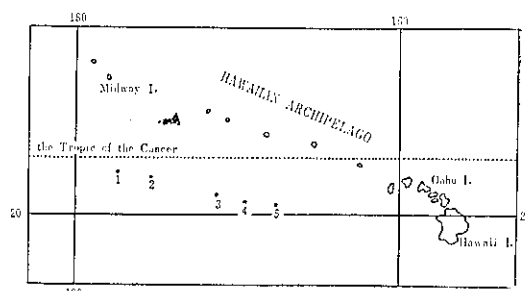 180
160
HAWAIIAN ARCHIPELAGO
Midway I.
the Tropic of the Cancer
1
2
3
4
5
Oahu I.
20
Hawaii I.